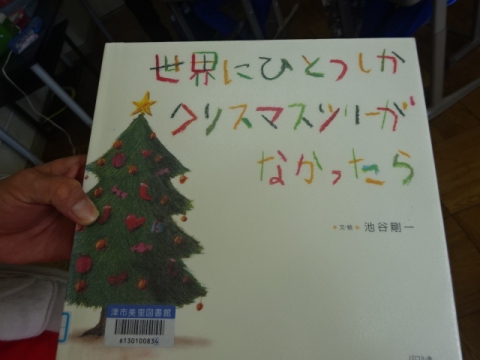 世界にひとつしか
クリスマスツリーが
なかったら
文・絵 池谷剛一
津市美里図書館
6130100834